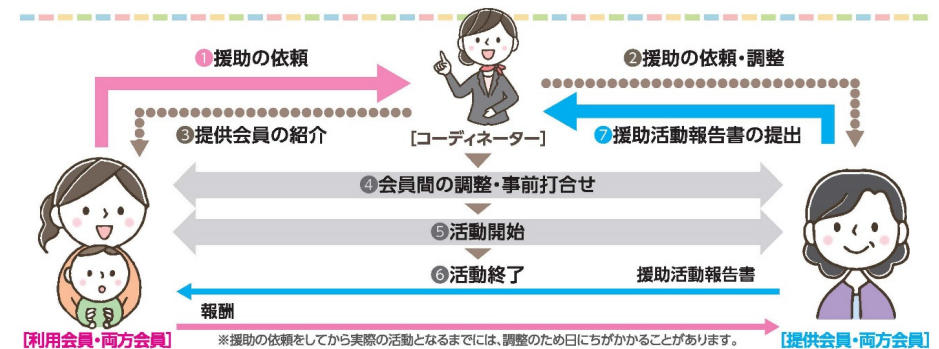 ❶援助の依頼
❷援助の依頼・調整
❸提供会員の紹介
[コーディネーター]
❼援助活動報告書の提出
❹会員間の調整・事前打合せ
❺活動開始
❻活動終了
援助活動報告書
報酬
[利用会員・両方会員]
※援助の依頼をしてから実際の活動となるまでには、調整のため日にちがかかることがあります。
[提供会員・両方会員]